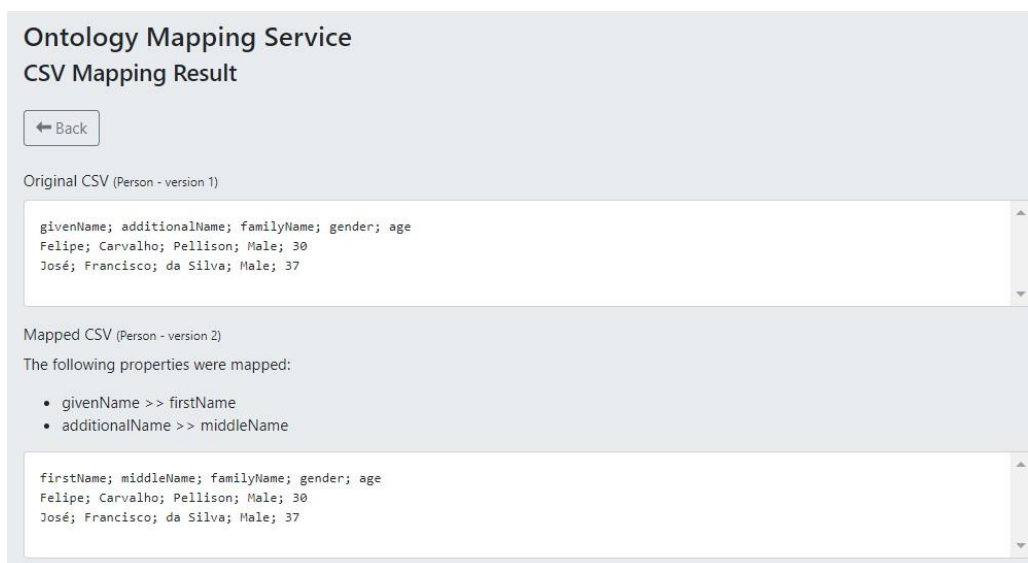 Ontology Mapping Service
CSV Mapping Result
Back
Original CSV (Person - version 1)
givenName; additionalName; familyName; gender; age
Felipe; Carvalho; Pellison; Male; 30
José; Francisco; da Silva; Male; 37
Mapped CSV (Person - version 2)
The following properties were mapped:
• givenName >> firstName
• additionalName >> middleName
firstName; middleName; familyName; gender; age
Felipe; Carvalho; Pellison; Male; 30
José; Francisco; da Silva; Male; 37